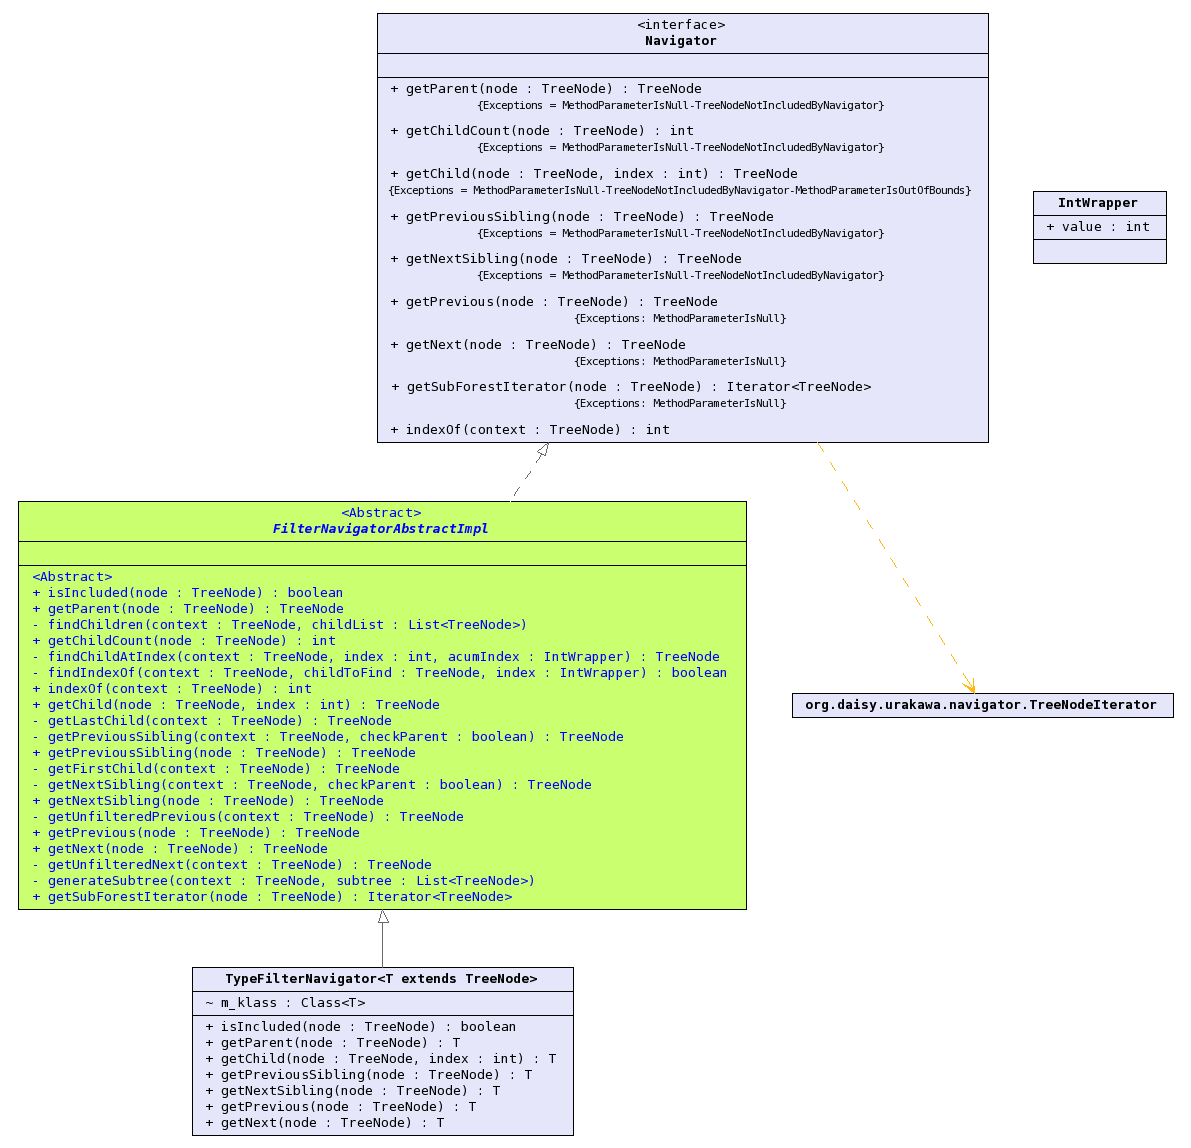 <interface>
Navigator
+ getParent(node : TreeNode) : TreeNode
{Exceptions = MethodParameterIsNull-TreeNodeNotIncludedByNavigator}
+ getChildCount(node : TreeNode) : int
{Exceptions = MethodParameterIsNull-TreeNodeNotIncludedByNavigator}
+ getChild(node : TreeNode, index : int) : TreeNode
{Exceptions = MethodParameterIsNull-TreeNodeNotIncludedByNavigator-MethodParameterIsOutOfBounds}
+ getPreviousSibling(node : TreeNode) : TreeNode
{Exceptions = MethodParameterIsNull-TreeNodeNotIncludedByNavigator}
+ getNextSibling(node : TreeNode) : TreeNode
{Exceptions = MethodParameterIsNull-TreeNodeNotIncludedByNavigator}
+ getPrevious(node : TreeNode) : TreeNode
{Exceptions: MethodParameterIsNull}
+ getNext(node : TreeNode) : TreeNode
{Exceptions: MethodParameterIsNull}
+ getSubForestIterator(node : TreeNode) : Iterator<TreeNode>
{Exceptions: MethodParameterIsNull}
+ indexOf(context : TreeNode) : int
IntWrapper
+ value : int
<Abstract>
FilterNavigatorAbstractImpl
<Abstract>
+ isIncluded(node : TreeNode) : boolean
+ getParent(node : TreeNode) : TreeNode
- findChildren(context : TreeNode, childList : List<TreeNode>)
+ getChildCount(node : TreeNode) : int
- findChildAtIndex(context : TreeNode, index : int, acumIndex : IntWrapper) : TreeNode
- findIndexOf(context : TreeNode, childToFind : TreeNode, index : IntWrapper) : boolean
+ indexOf(context : TreeNode) : int
+ getChild(node : TreeNode, index : int) : TreeNode
- getLastChild(context : TreeNode) : TreeNode
- getPreviousSibling(context : TreeNode, checkParent : boolean) : TreeNode
+ getPreviousSibling(node : TreeNode) : TreeNode
- getFirstChild(context : TreeNode) : TreeNode
- getNextSibling(context : TreeNode, checkParent : boolean) : TreeNode
+ getNextSibling(node : TreeNode) : TreeNode
- getUnfilteredPrevious(context : TreeNode) : TreeNode
+ getPrevious(node : TreeNode) : TreeNode
+ getNext(node : TreeNode) : TreeNode
- getUnfilteredNext(context : TreeNode) : TreeNode
- generateSubtree(context : TreeNode, subtree : List<TreeNode>)
+ getSubForestIterator(node : TreeNode) : Iterator<TreeNode>
org.daisy.urakawa.navigator.TreeNodeIterator
TypeFilterNavigator<T extends TreeNode>
~ m_klass : Class<T>
+ isIncluded(node : TreeNode) : boolean
+ getParent(node : TreeNode) : T
+ getChild(node : TreeNode, index : int) : T
+ getPreviousSibling(node : TreeNode) : T
+ getNextSibling(node : TreeNode) : T
+ getPrevious(node : TreeNode) : T
+ getNext(node : TreeNode) : T